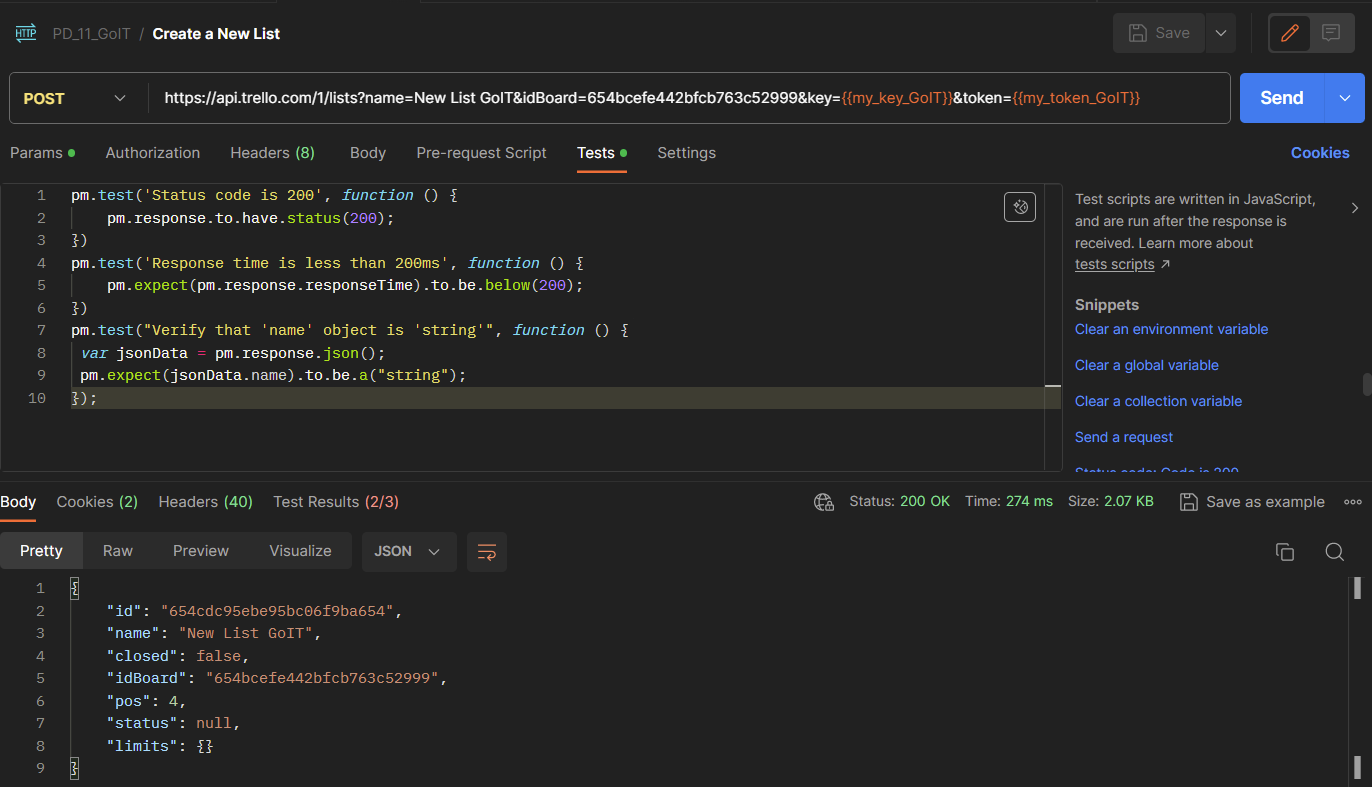 HTTP PD_11_GoIT / Create a New List Save
POST https://api.trello.com/1/lists?name=New List GoIT&idBoard=654bcefe442bfcb763c52999&key={{my_key_GoIT}}&token={{my_token_GoIT}} Send
Params Authorization Headers (8) Body Pre-request Script Tests Settings Cookies
1 pm.test('Status code is 200', function () {
2 pm.response.to.have.status(200);
3 })
4 pm.test('Response time is less than 200ms', function () {
5 pm.expect(pm.response.responseTime).to.be.below(200);
6 })
7 pm.test("Verify that 'name' object is 'string'", function () {
8 var jsonData = pm.response.json();
9 pm.expect(jsonData.name).to.be.a("string");
10 });
Test scripts are written in JavaScript,
and are run after the response is
received. Learn more about
tests scripts
Snippets
Clear an environment variable
Clear a global variable
Clear a collection variable
Send a request
Status code: Code is 200
Body Cookies (2) Headers (40) Test Results (2/3) Status: 200 OK Time: 274 ms Size: 2.07 KB Save as example
Pretty Raw Preview Visualize JSON
1 {
2 "id": "654cdc95ebe95bc06f9ba654",
3 "name": "New List GoIT",
4 "closed": false,
5 "idBoard": "654bcefe442bfcb763c52999",
6 "pos": 4,
7 "status": null,
8 "limits": {}
9 }